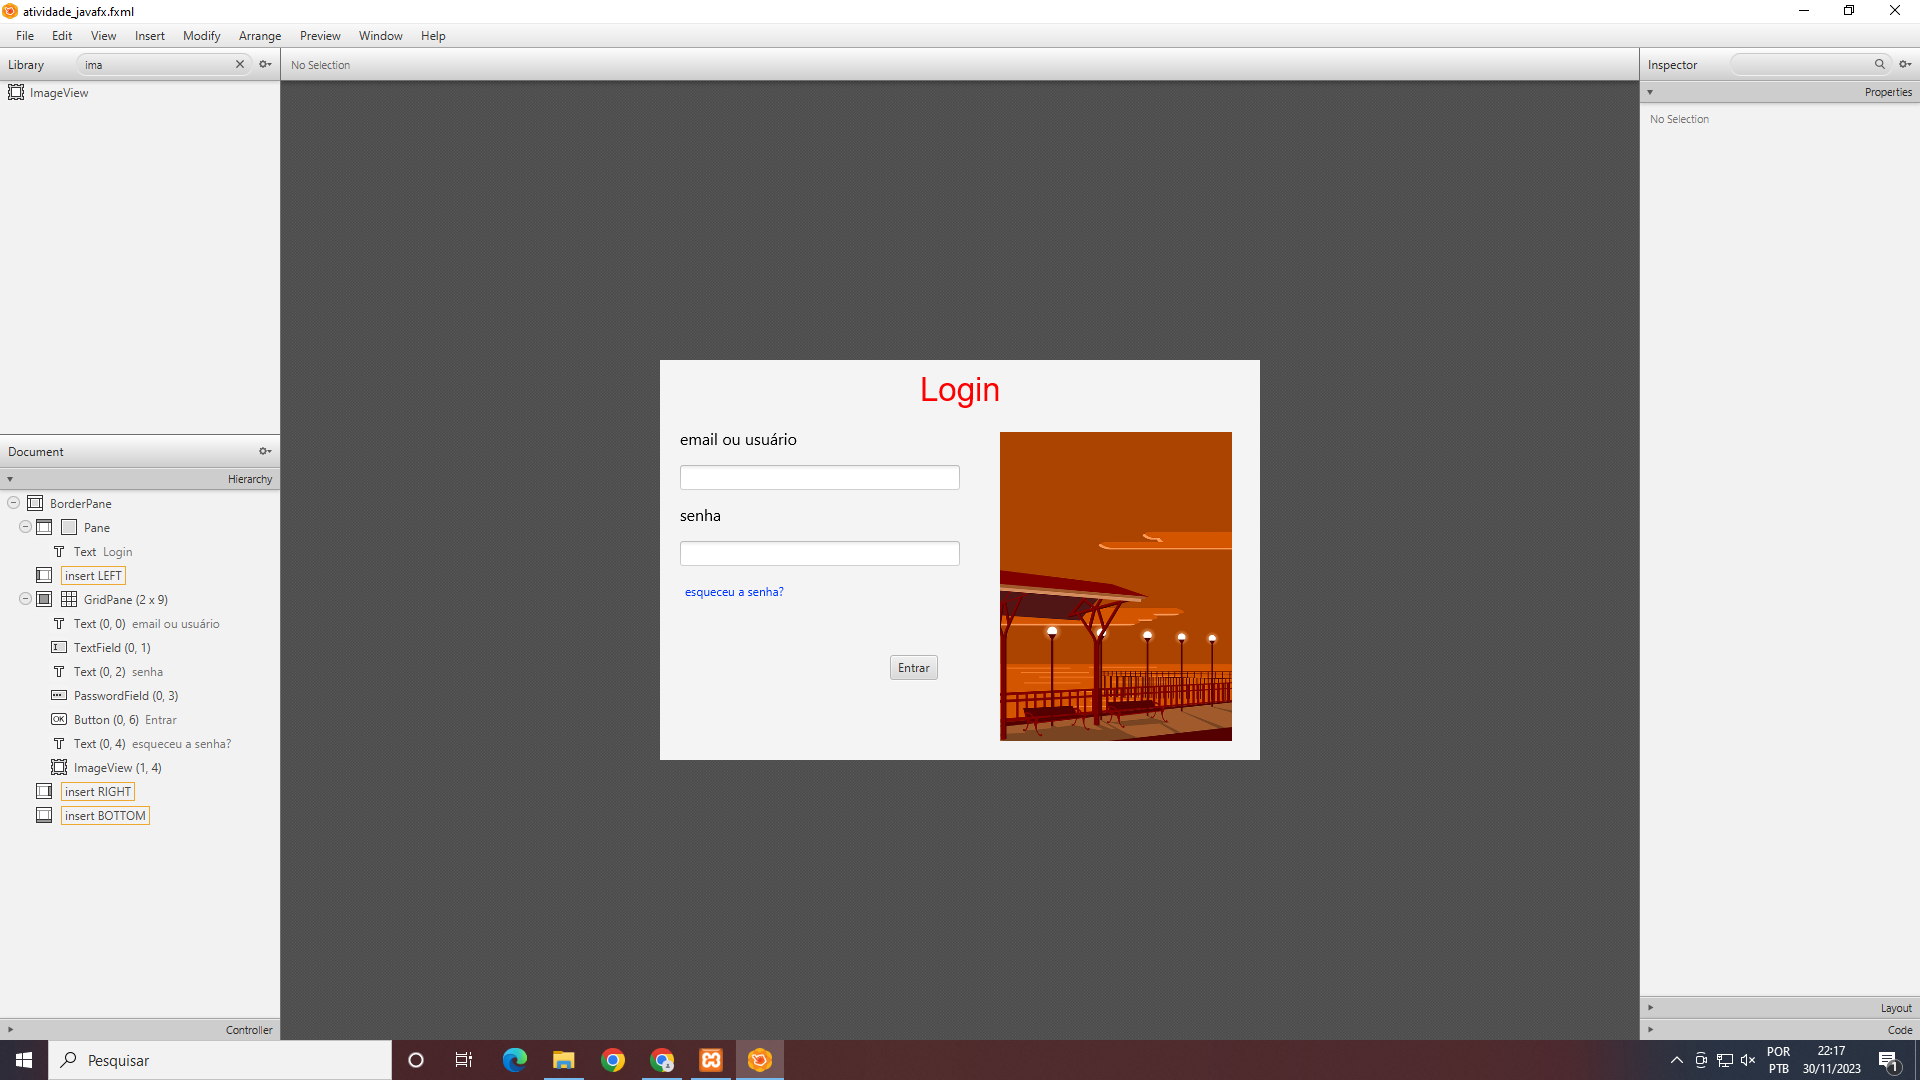 atividade_javafx.fxml
File Edit View Insert Modify Arrange Preview Window Help
Library ima
No Selection
Inspector
ImageView
Properties
No Selection
Login
email ou usuário
senha
esqueceu a senha?
Entrar
Document
Hierarchy
BorderPane
Pane
Text Login
insert LEFT
GridPane (2 x 9)
Text (0, 0) email ou usuário
TextField (0, 1)
Text (0, 2) senha
PasswordField (0, 3)
Button (0, 6) Entrar
Text (0, 4) esqueceu a senha?
ImageView (1, 4)
insert RIGHT
insert BOTTOM
Controller
Layout
Code
Pesquisar
POR
PTB
22:17
30/11/2023
1